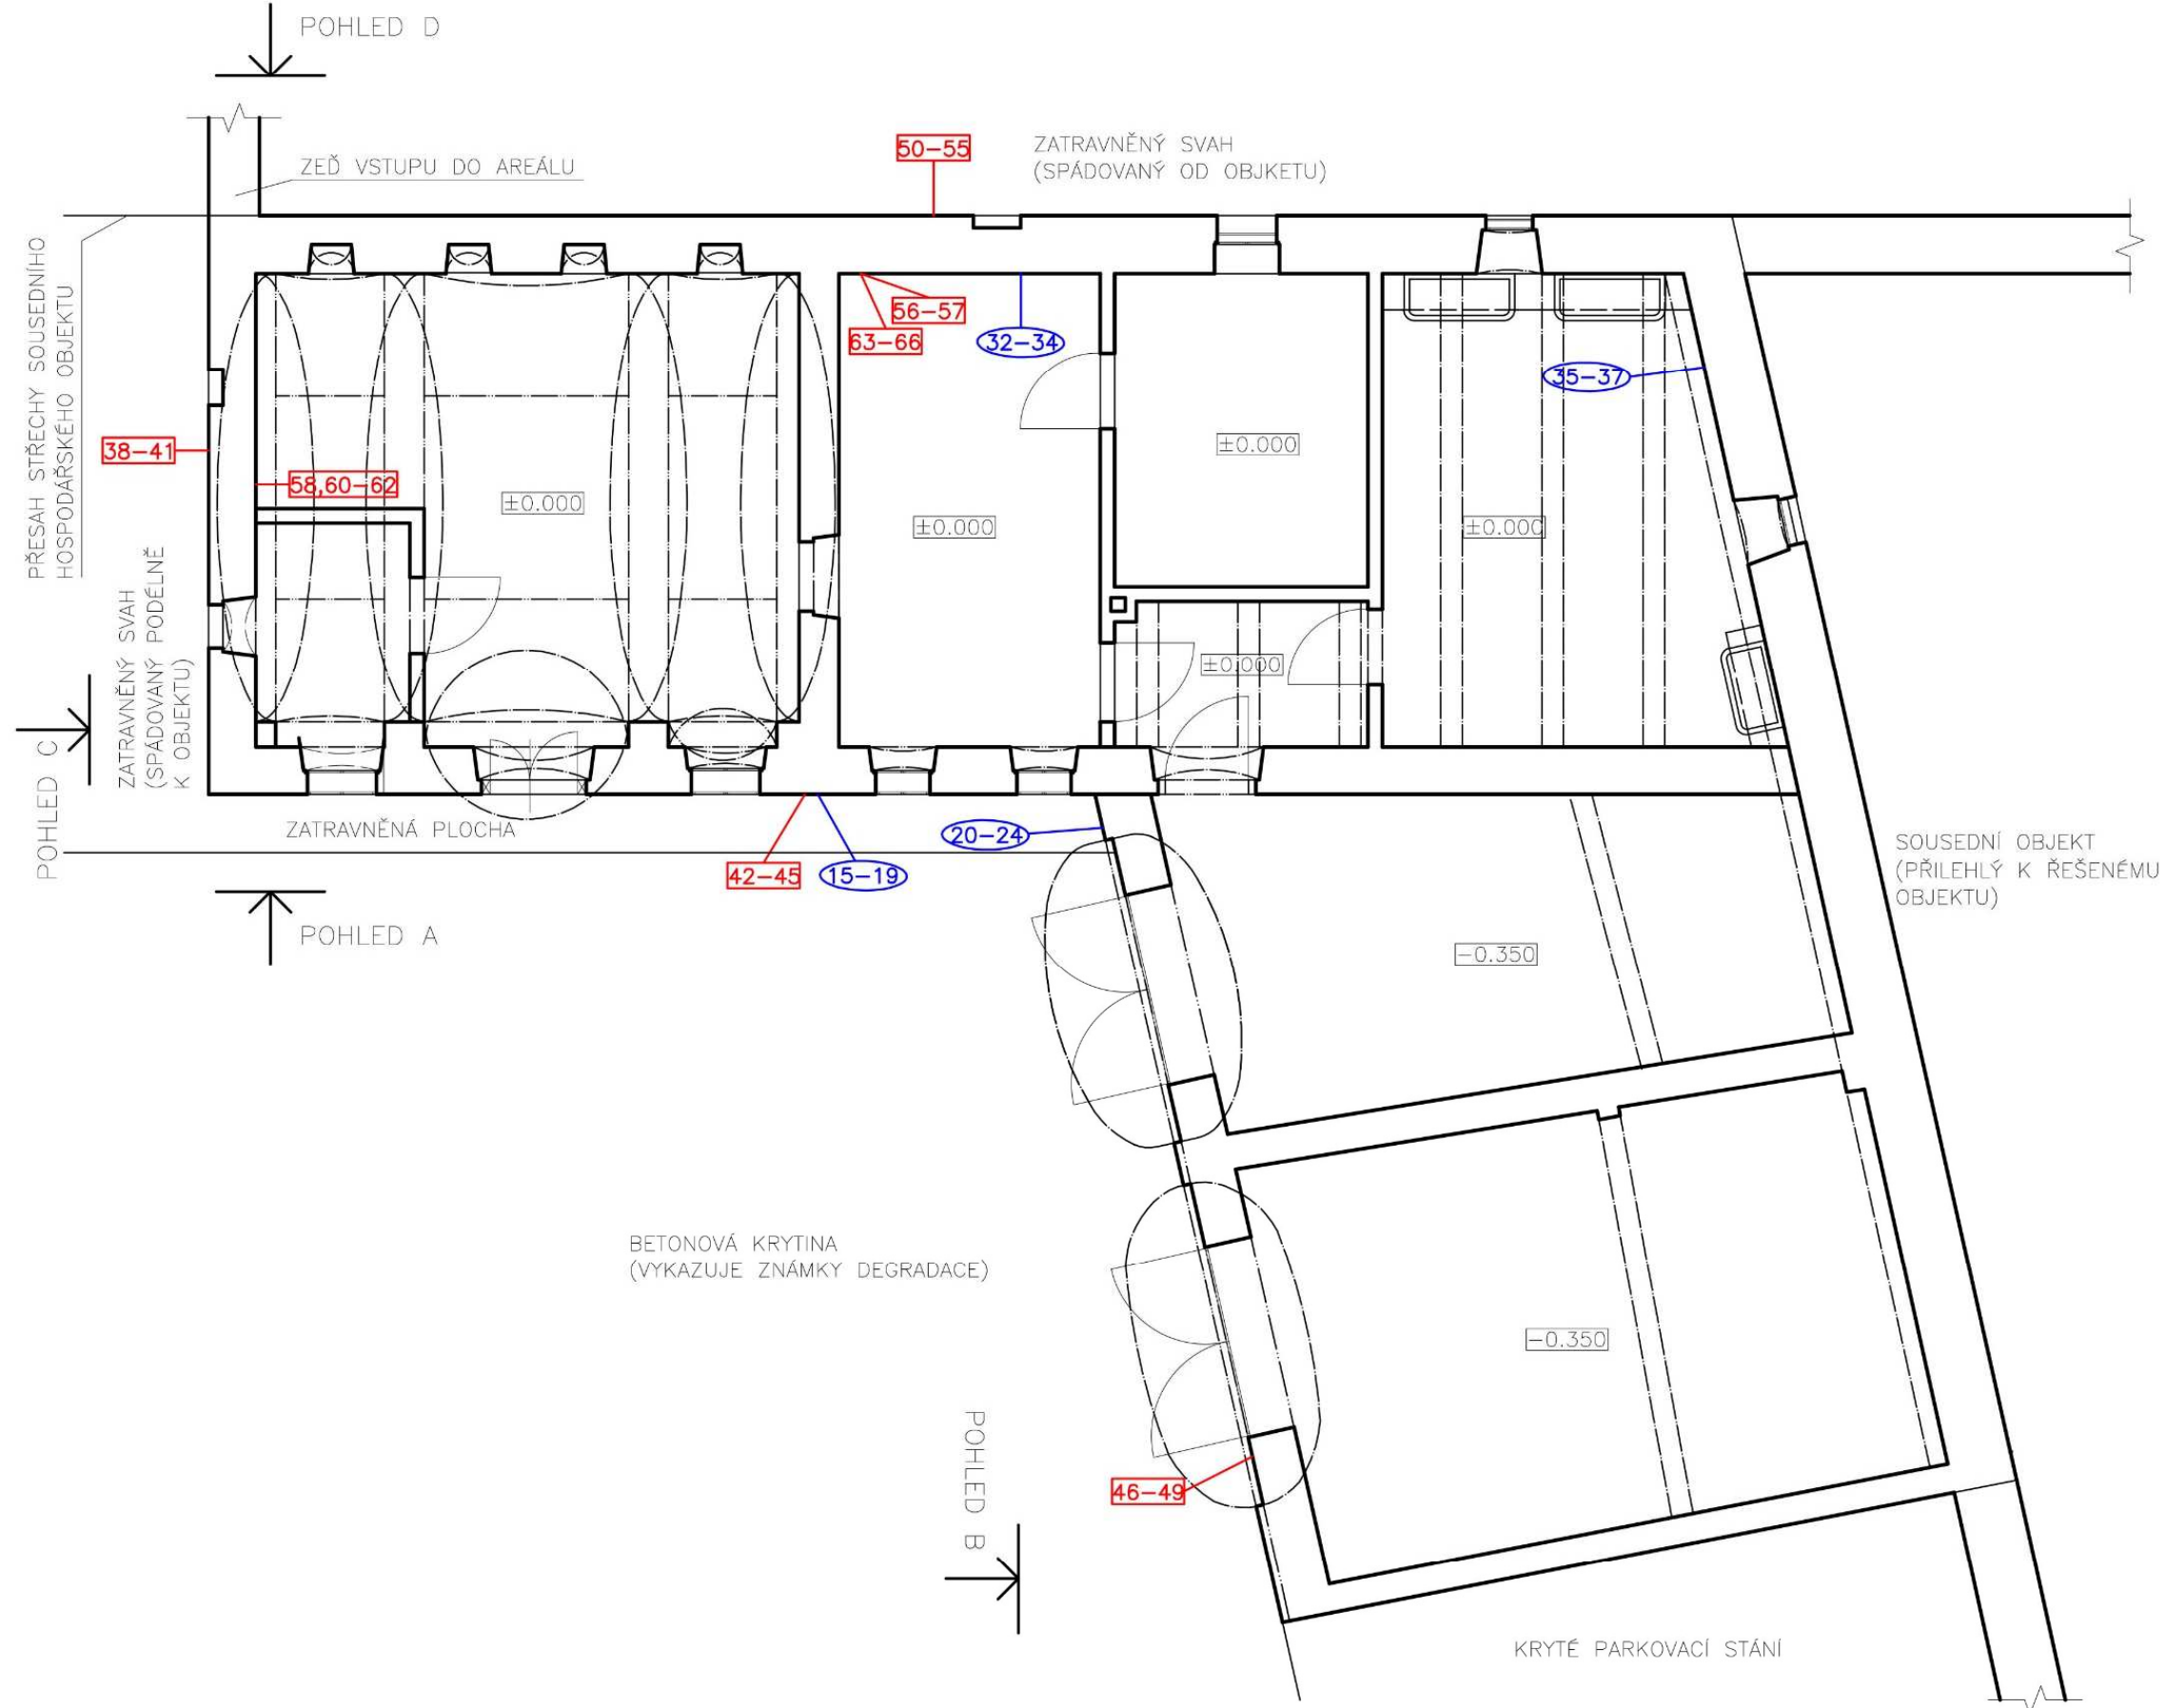 POHLED D
ZEĎ VSTUPU DO AREÁLU
50–55
ZATRAVNĚNÝ SVAH
(SPÁDOVANÝ OD OBJKETU)
PŘESAH STŘECHY SOUSEDNÍHO
HOSPODÁŘSKÉHO OBJEKTU
56–57
63–66
32–34
35–37
38–41
58,60–62
±0.000
±0.000
±0.000
±0.000
±0.000
ZATRAVNĚNÝ SVAH
(SPÁDOVANÝ PODÉLNĚ
K OBJEKTU)
POHLED C
ZATRAVNĚNÁ PLOCHA
20–24
42–45
15–19
SOUSEDNÍ OBJEKT
(PŘILEHLÝ K ŘEŠENÉMU
OBJEKTU)
POHLED A
−0.350
BETONOVÁ KRYTINA
(VYKAZUJE ZNÁMKY DEGRADACE)
−0.350
POHLED B
46–49
KRYTÉ PARKOVACÍ STÁNÍ